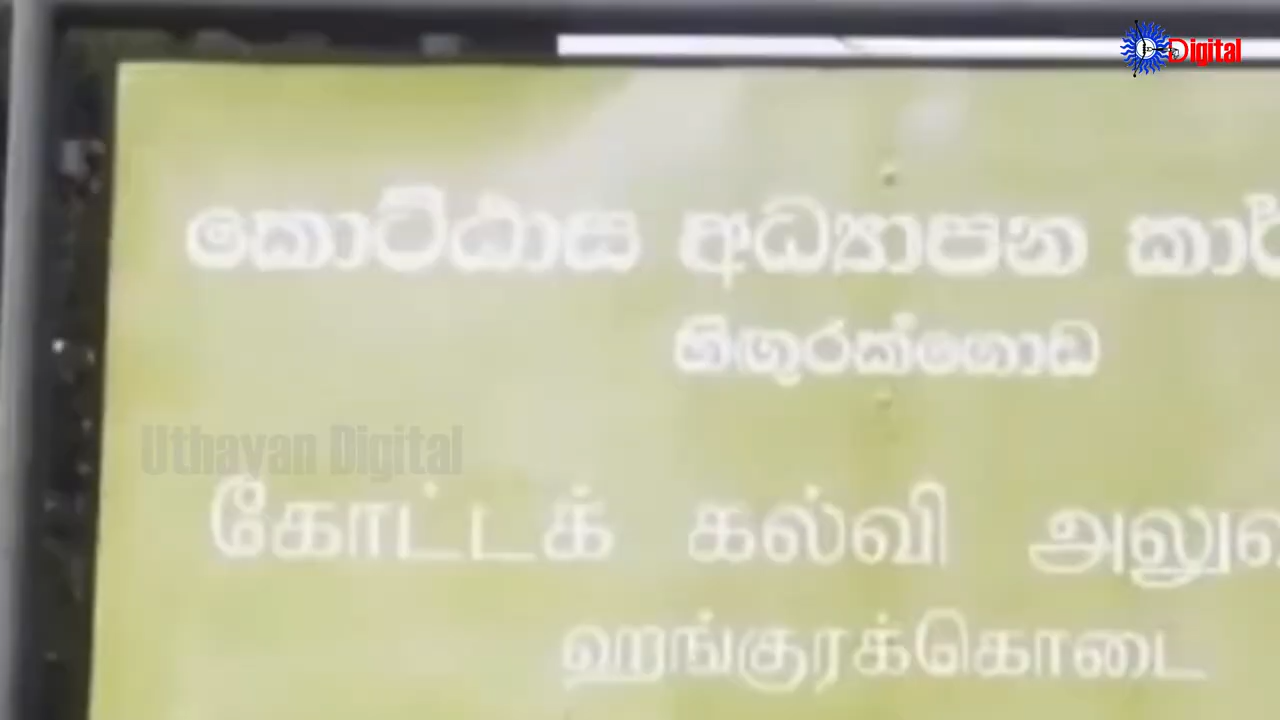 Digital
කොට්ඨාස අධ්‍යාපන
හිඟුරක්ගොඩ
Uthayan Digital
கோட்டக் கல்வி
ஹிங்குரக்கொடை